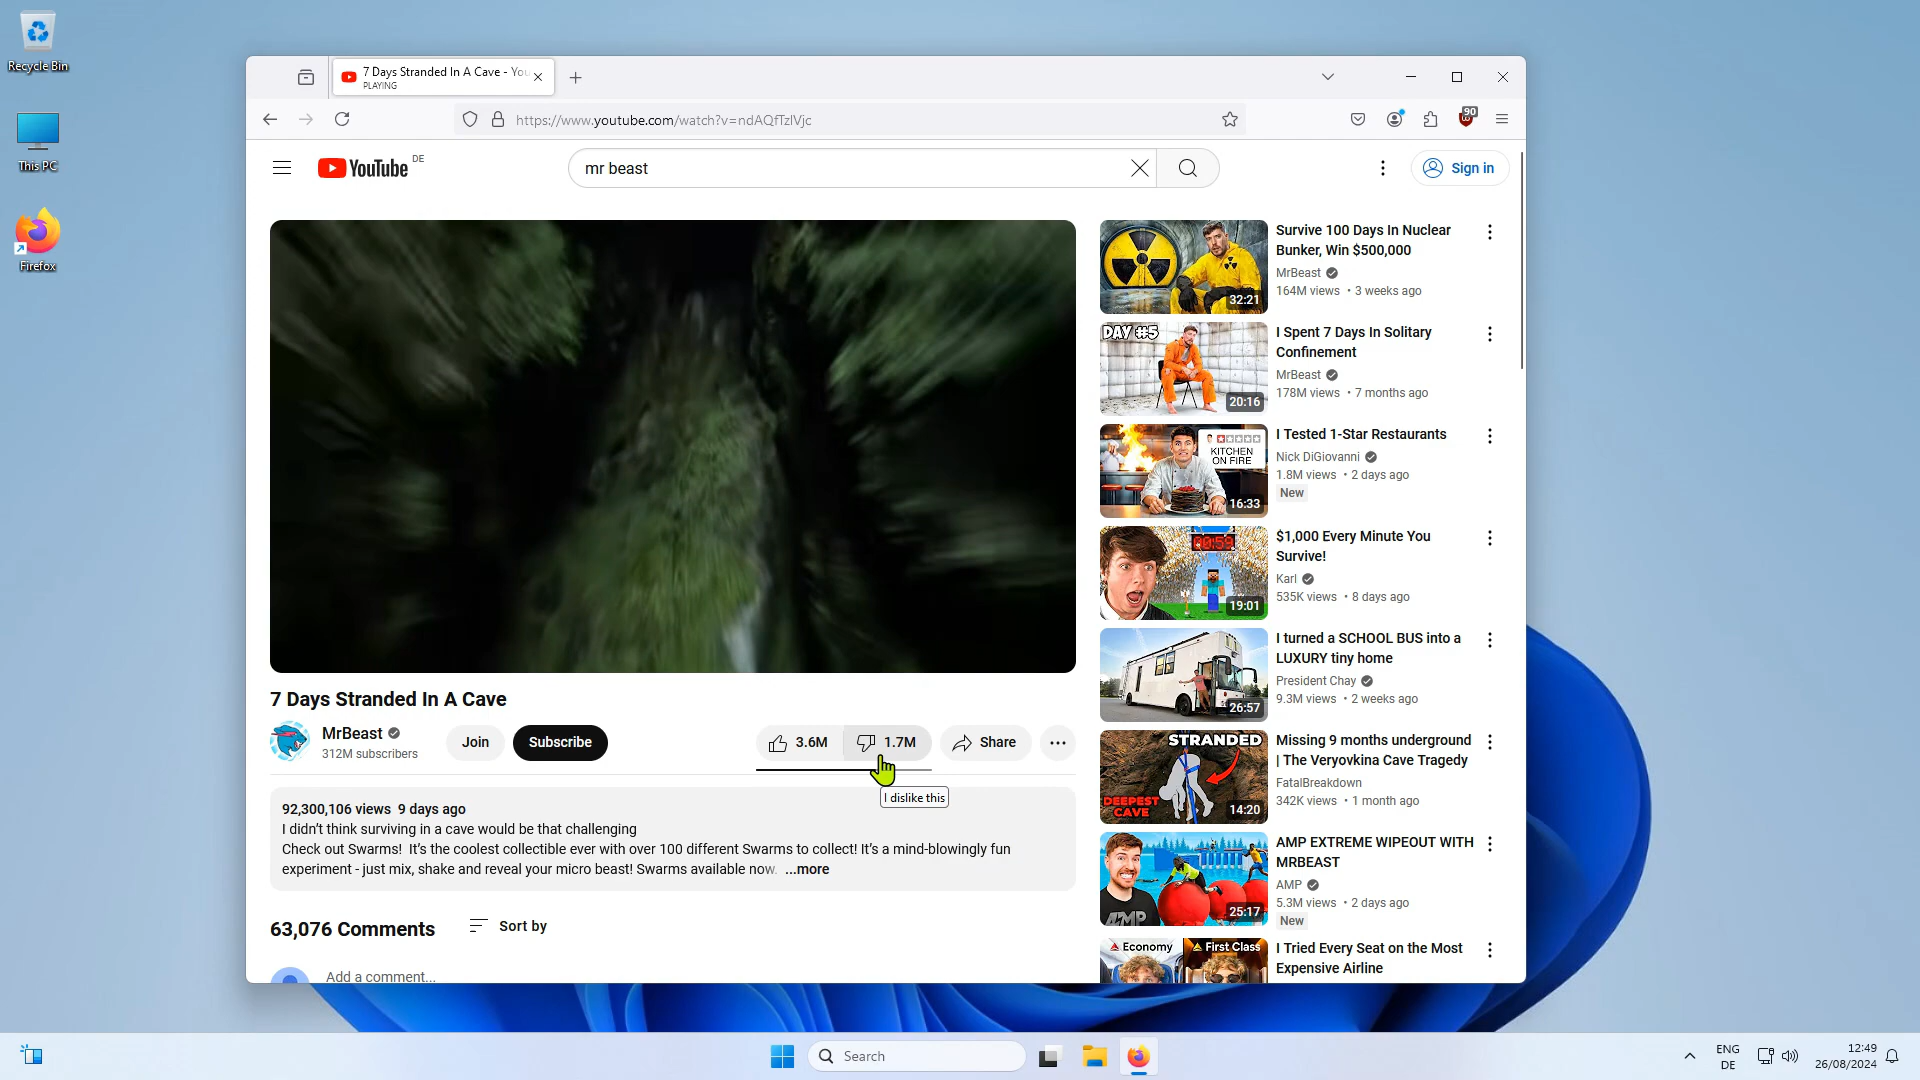 Recycle Bin
This PC
Firefox
7 Days Stranded In A Cave - You
PLAYING
https://www.youtube.com/watch?v=ndAQfTzlVjc
90
YouTube DE
mr beast
Sign in
7 Days Stranded In A Cave
MrBeast
312M subscribers
Join
Subscribe
3.6M
1.7M
Share
I dislike this
92,300,106 views 9 days ago
I didn't think surviving in a cave would be that challenging
Check out Swarms! It's the coolest collectible ever with over 100 different Swarms to collect! It's a mind-blowingly fun
experiment - just mix, shake and reveal your micro beast! Swarms available now. ...more
63,076 Comments
Sort by
Add a comment...
32:21
Survive 100 Days In Nuclear
Bunker, Win $500,000
MrBeast
164M views • 3 weeks ago
DAY #5
20:16
I Spent 7 Days In Solitary
Confinement
MrBeast
178M views • 7 months ago
KITCHEN
ON FIRE
16:33
I Tested 1-Star Restaurants
Nick DiGiovanni
1.8M views • 2 days ago
New
00:59
19:01
$1,000 Every Minute You
Survive!
Karl
535K views • 8 days ago
26:57
I turned a SCHOOL BUS into a
LUXURY tiny home
President Chay
9.3M views • 2 weeks ago
STRANDED
DEEPEST
CAVE
14:20
Missing 9 months underground
| The Veryovkina Cave Tragedy
FatalBreakdown
342K views • 1 month ago
AMP
25:17
AMP EXTREME WIPEOUT WITH
MRBEAST
AMP
5.3M views • 2 days ago
New
Economy
First Class
I Tried Every Seat on the Most
Expensive Airline
Search
ENG
DE
12:49
26/08/2024